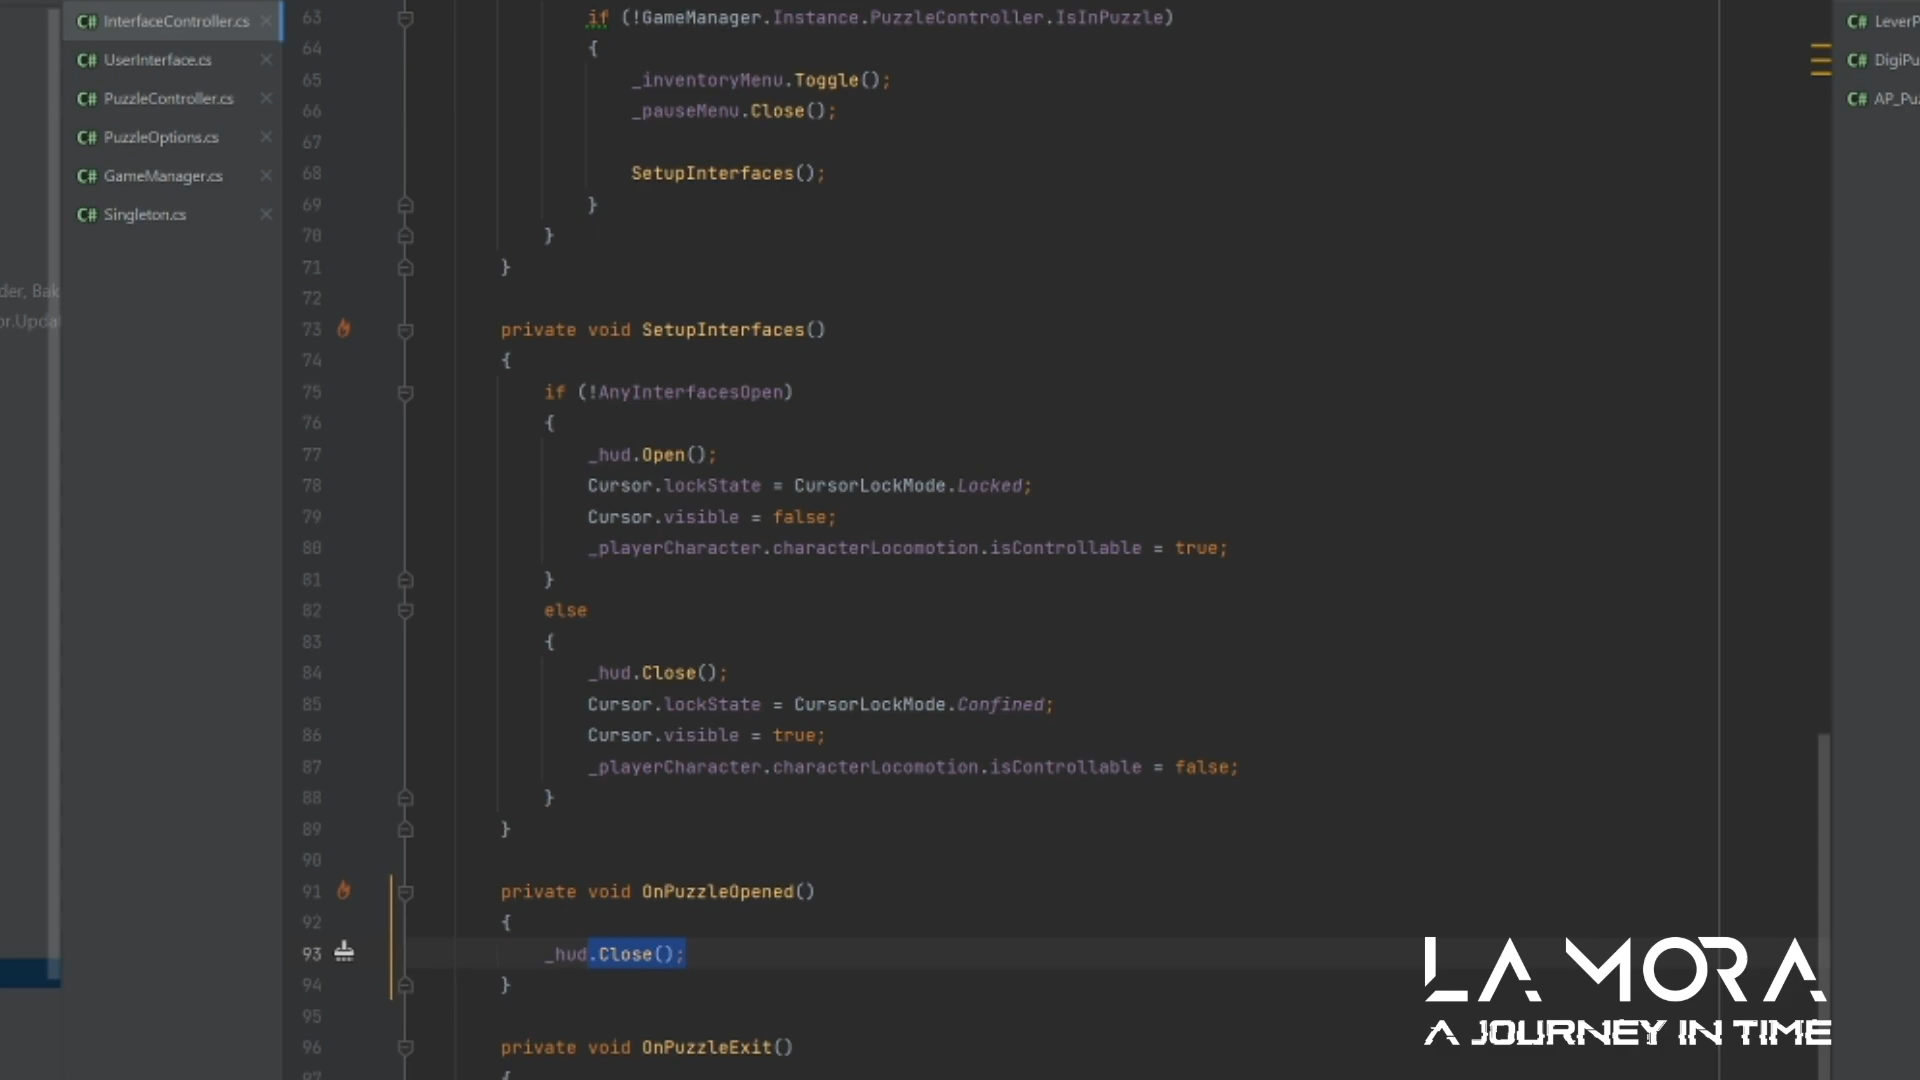 C# InterfaceController.cs
C# UserInterface.cs
C# PuzzleController.cs
C# PuzzleOptions.cs
C# GameManager.cs
C# Singleton.cs
der, Bak
or.Updat
63 if (!GameManager.Instance.PuzzleController.IsInPuzzle)
64 {
65 _inventoryMenu.Toggle();
66 _pauseMenu.Close();
67
68 SetupInterfaces();
69 }
70 }
71 }
72
73 private void SetupInterfaces()
74 {
75 if (!AnyInterfacesOpen)
76 {
77 _hud.Open();
78 Cursor.lockState = CursorLockMode.Locked;
79 Cursor.visible = false;
80 _playerCharacter.characterLocomotion.isControllable = true;
81 }
82 else
83 {
84 _hud.Close();
85 Cursor.lockState = CursorLockMode.Confined;
86 Cursor.visible = true;
87 _playerCharacter.characterLocomotion.isControllable = false;
88 }
89 }
90
91 private void OnPuzzleOpened()
92 {
93 _hud.Close();
94 }
95
96 private void OnPuzzleExit()
97 {
C# LeverP
C# DigiPu
C# AP_Puz
LA MORA
A JOURNEY IN TIME